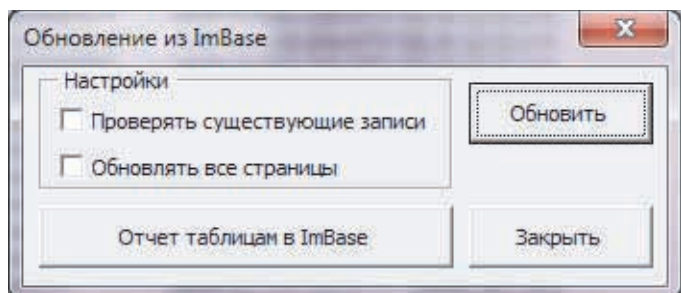 Обновление из ImBase
Настройки
Проверять существующие записи
Обновлять все страницы
Обновить
Отчет таблицам в ImBase
Закрыть